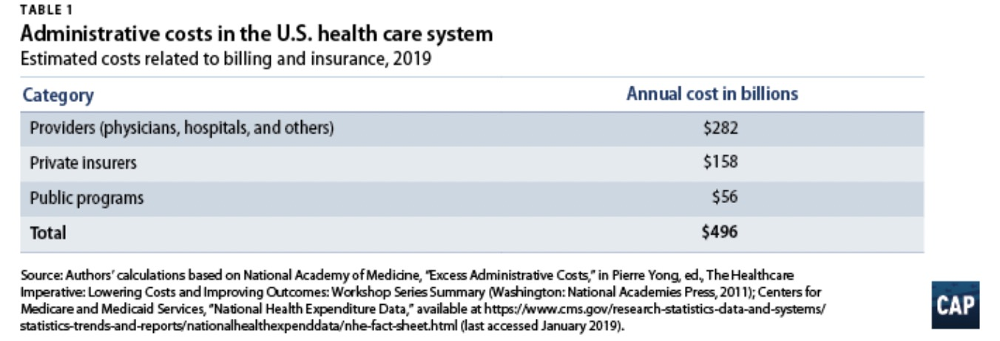 TABLE 1
Administrative costs in the U.S. health care system
Estimated costs related to billing and insurance, 2019
Category Annual cost in billions
Providers (physicians, hospitals, and others) $282
Private insurers $158
Public programs $56
Total $496
Source: Authors' calculations based on National Academy of Medicine, "Excess Administrative Costs," in Pierre Yong, ed., The Healthcare
Imperative: Lowering Costs and Improving Outcomes: Workshop Series Summary (Washington: National Academies Press, 2011); Centers for
Medicare and Medicaid Services, "National Health Expenditure Data," available at https://www.cms.gov/research-statistics-data-and-systems/
statistics-trends-and-reports/nationalhealthexpenddata/nhe-fact-sheet.html (last accessed January 2019).
CAP